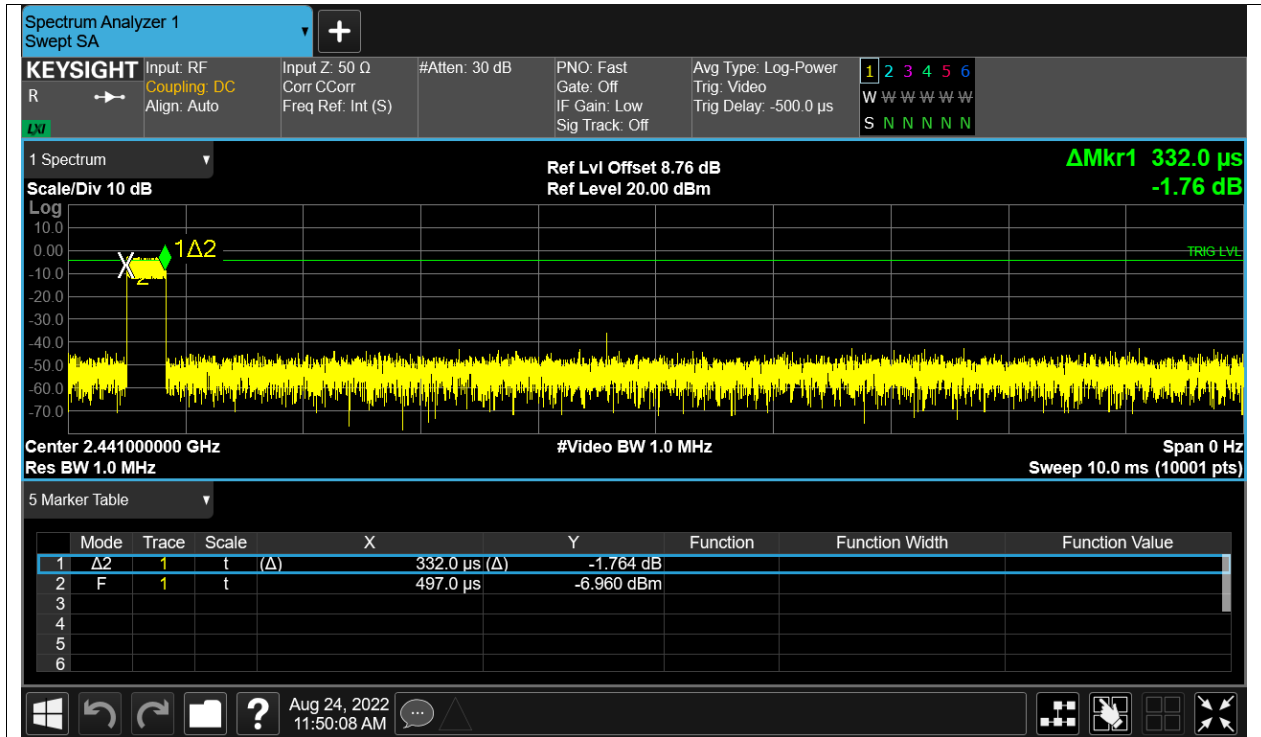 Spectrum Analyzer 1
Swept SA
KEYSIGHT Input: RF Input Z: 50 Ω #Atten: 30 dB PNO: Fast Avg Type: Log-Power 1 2 3 4 5 6
R Coupling: DC Corr CCorr Gate: Off Trig: Video W W W W W W
Align: Auto Freq Ref: Int (S) IF Gain: Low Trig Delay: -500.0 µs S N N N N N
LXI Sig Track: Off
1 Spectrum ΔMkr1 332.0 µs
Ref Lvl Offset 8.76 dB
Scale/Div 10 dB Ref Level 20.00 dBm -1.76 dB
Log
10.0
0.00 1Δ2 TRIG LVL
-10.0 X 2
-20.0
-30.0
-40.0
-50.0
-60.0
-70.0
Center 2.441000000 GHz #Video BW 1.0 MHz Span 0 Hz
Res BW 1.0 MHz Sweep 10.0 ms (10001 pts)
5 Marker Table
Mode Trace Scale X Y Function Function Width Function Value
1 Δ2 1 t (Δ) 332.0 µs (Δ) -1.764 dB
2 F 1 t 497.0 µs -6.960 dBm
3
4
5
6
? Aug 24, 2022
11:50:08 AM